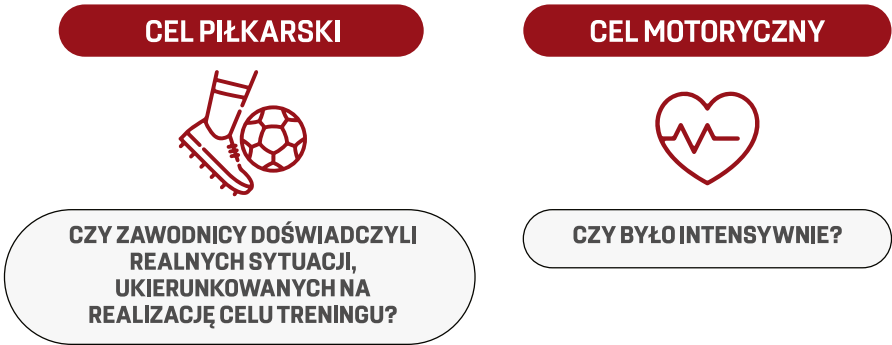 CEL PIŁKARSKI
CZY ZAWODNICY DOŚWIADCZYLI
REALNYCH SYTUACJI,
UKIERUNKOWANYCH NA
REALIZACJĘ CELU TRENINGU?
CEL MOTORYCZNY
CZY BYŁO INTENSYWNIE?